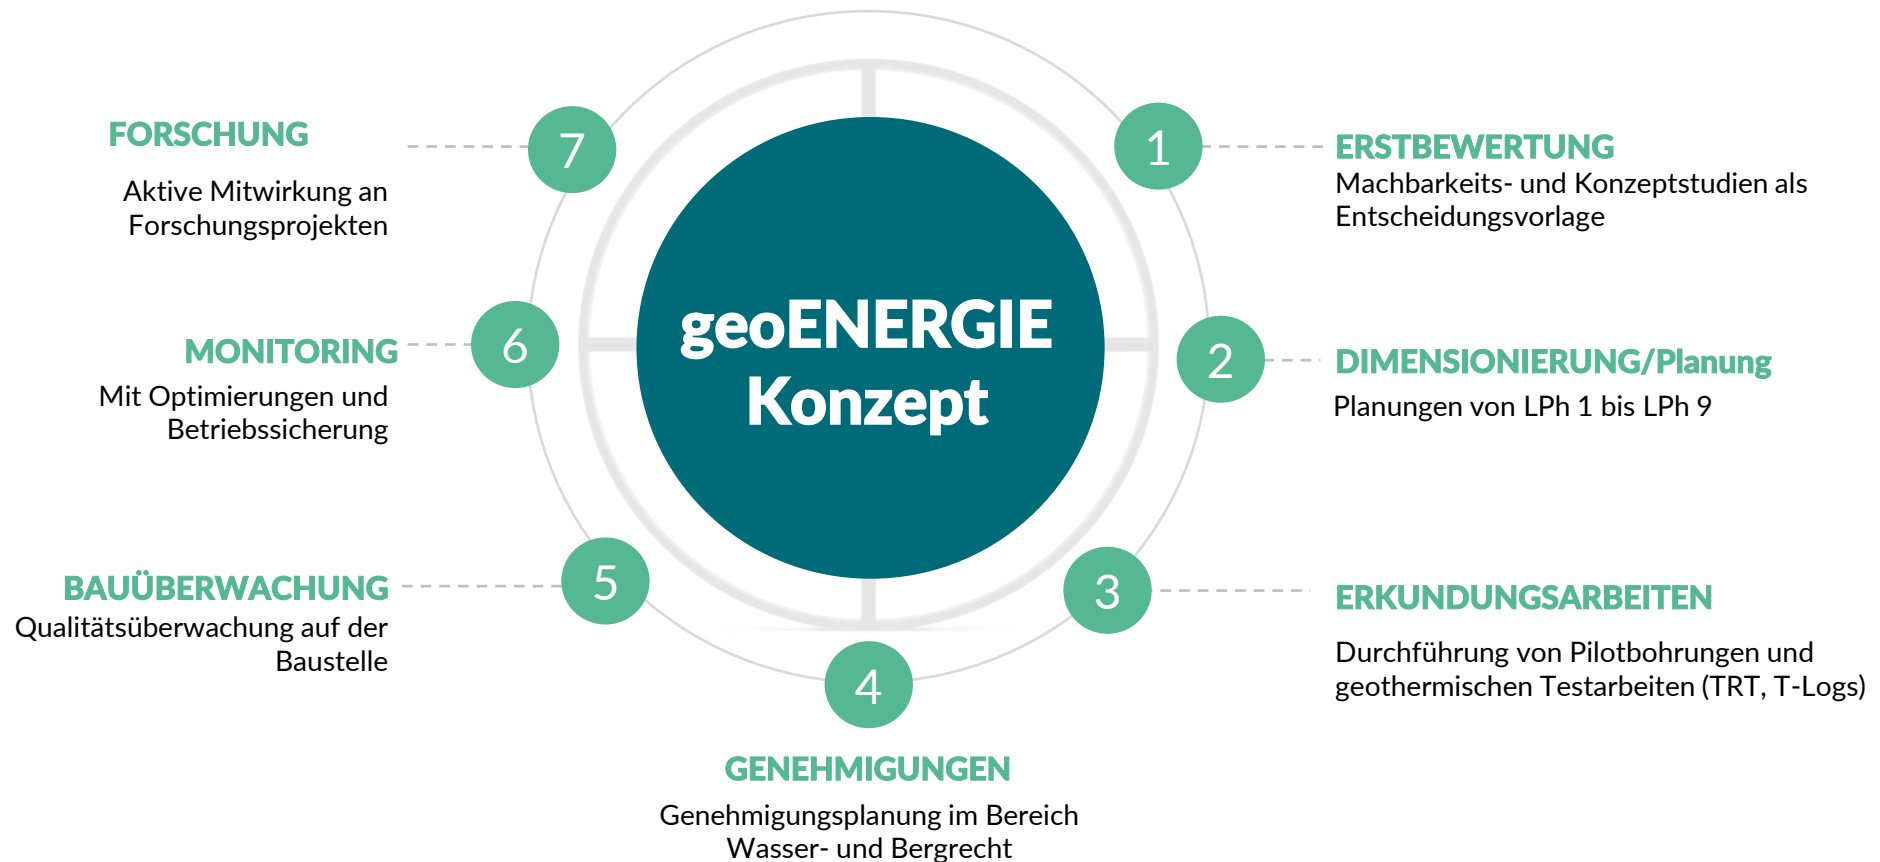 geoENERGIE
Konzept
1
ERSTBEWERTUNG
Machbarkeits- und Konzeptstudien als
Entscheidungsvorlage
2
DIMENSIONIERUNG/Planung
Planungen von LPh 1 bis LPh 9
3
ERKUNDUNGSARBEITEN
Durchführung von Pilotbohrungen und
geothermischen Testarbeiten (TRT, T-Logs)
4
GENEHMIGUNGEN
Genehmigungsplanung im Bereich
Wasser- und Bergrecht
5
BAUÜBERWACHUNG
Qualitätsüberwachung auf der
Baustelle
6
MONITORING
Mit Optimierungen und
Betriebssicherung
7
FORSCHUNG
Aktive Mitwirkung an
Forschungsprojekten